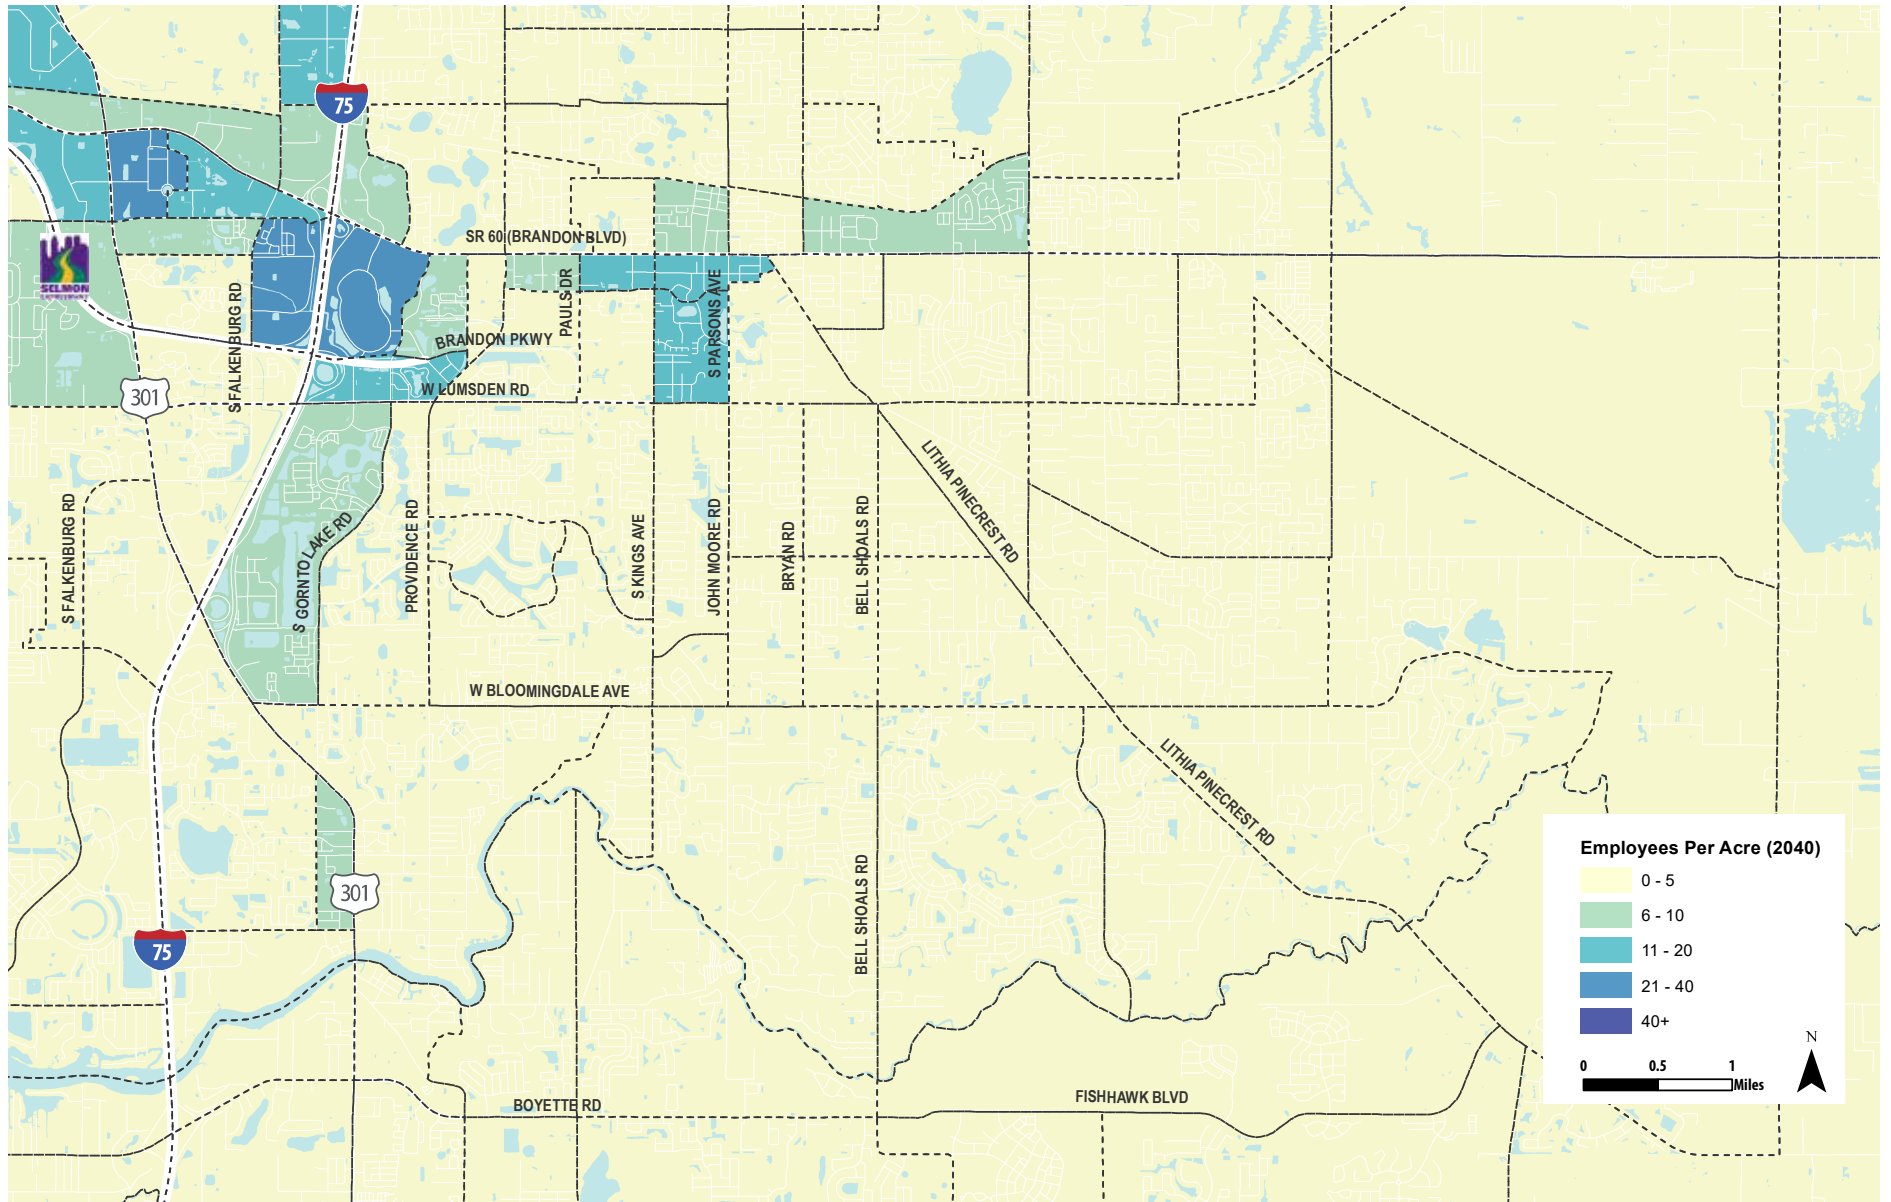 75
SR 60 (BRANDON BLVD)
SELMON
EXPRESSWAY
S FALKENBURG RD
PAULS DR
S PARSONS AVE
BRANDON PKWY
W LUMSDEN RD
301
LITHIA PINECREST RD
S FALKENBURG RD
S GORNTO LAKE RD
PROVIDENCE RD
S KINGS AVE
JOHN MOORE RD
BRYAN RD
BELL SHOALS RD
W BLOOMINGDALE AVE
LITHIA PINECREST RD
301
BELL SHOALS RD
75
BOYETTE RD
FISHHAWK BLVD
Employees Per Acre (2040)
0 - 5
6 - 10
11 - 20
21 - 40
40+
N
0 0.5 1
Miles